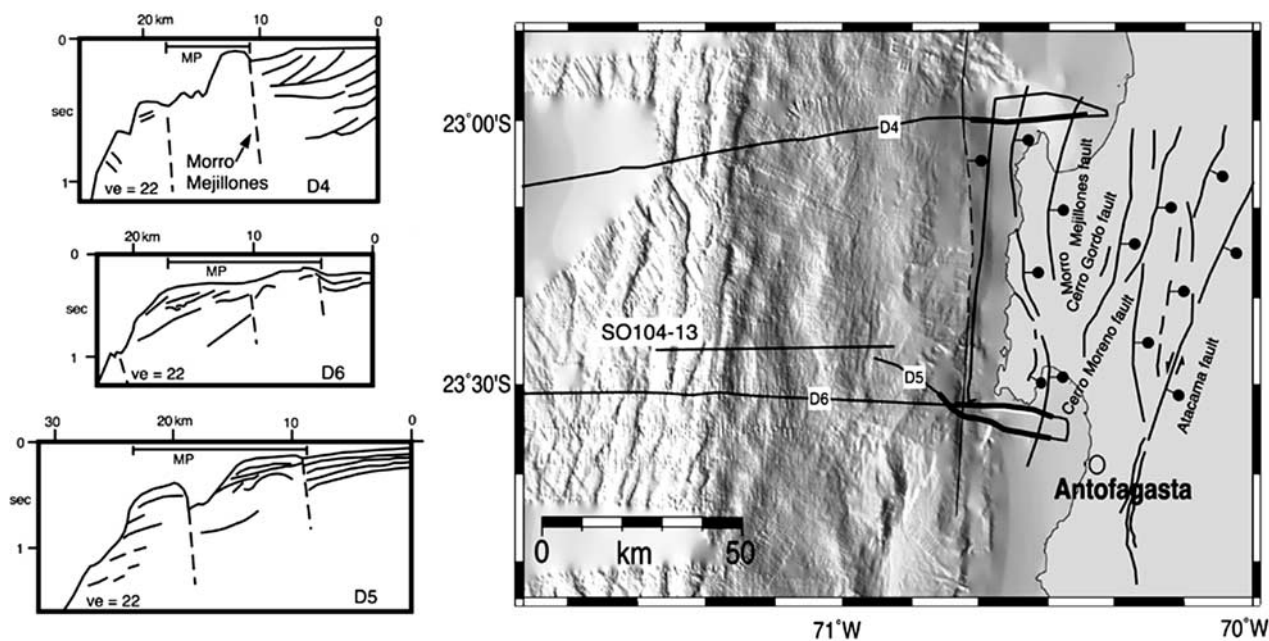 20 km 10 0
0
MP
sec
Morro
Mejillones
1
ve = 22 D4
20 km 10 0
0
MP
sec
1
ve = 22 D6
30 20 km 10 0
0
MP
sec
1
ve = 22 D5
23°00'S
23°30'S
D4
SO104-13
D5
D6
Morro Mejillones fault
Cerro Gordo fault
Cerro Moreno fault
Atacama fault
Antofagasta
0 km 50
71°W 70°W